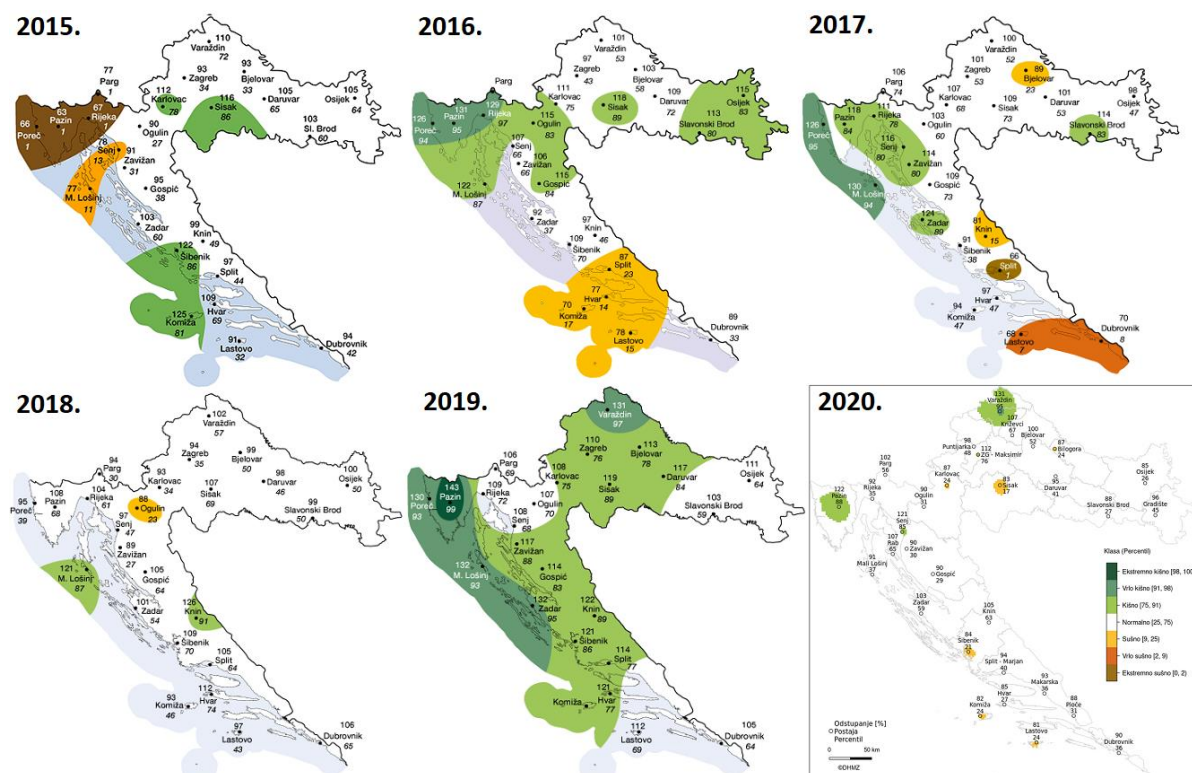 2015.
110
Varaždin
72
93
Zagreb
34
93
Bjelovar
33
77
Parg
1
112
Karlovac
78
116
Sisak
86
105
Daruvar
65
105
Osijek
64
103
Sl. Brod
60
66
Poreč
1
63
Pazin
1
67
Rijeka
1
90
Ogulin
27
78
Senj
13
91
Zavižan
31
77
M. Lošinj
11
95
Gospić
38
103
Zadar
60
99
Knin
49
122
Šibenik
86
97
Split
44
109
Hvar
69
125
Komiža
81
91
Lastovo
32
94
Dubrovnik
42
2016.
101
Varaždin
53
97
Zagreb
43
103
Bjelovar
58
Parg
111
Karlovac
75
118
Sisak
89
109
Daruvar
72
115
Osijek
83
113
Slavonski Brod
80
126
Poreč
94
131
Pazin
95
129
Rijeka
97
115
Ogulin
83
107
Senj
66
106
Zavižan
66
122
M. Lošinj
87
115
Gospić
84
92
Zadar
37
97
Knin
46
109
Šibenik
70
87
Split
23
77
Hvar
14
70
Komiža
17
78
Lastovo
15
89
Dubrovnik
33
2017.
100
Varaždin
52
101
Zagreb
53
89
Bjelovar
23
106
Parg
74
107
Karlovac
68
109
Sisak
73
101
Daruvar
53
98
Osijek
47
114
Slavonski Brod
83
126
Poreč
95
118
Pazin
84
111
Rijeka
78
103
Ogulin
60
116
Senj
80
114
Zavižan
80
130
M. Lošinj
94
109
Gospić
73
124
Zadar
89
81
Knin
15
91
Šibenik
38
66
Split
1
97
Hvar
47
94
Komiža
47
68
Lastovo
7
70
Dubrovnik
8
2018.
102
Varaždin
57
94
Zagreb
35
99
Bjelovar
50
94
Parg
30
93
Karlovac
34
107
Sisak
69
98
Daruvar
46
100
Osijek
50
99
Slavonski Brod
50
95
Poreč
39
108
Pazin
68
104
Rijeka
61
88
Ogulin
23
97
Senj
47
89
Zavižan
27
121
M. Lošinj
87
105
Gospić
64
101
Zadar
54
126
Knin
91
109
Šibenik
70
105
Split
64
112
Hvar
74
93
Komiža
46
97
Lastovo
43
106
Dubrovnik
65
2019.
131
Varaždin
97
110
Zagreb
76
113
Bjelovar
78
106
Parg
69
108
Karlovac
75
119
Sisak
89
117
Daruvar
84
111
Osijek
64
103
Slavonski Brod
59
130
Poreč
93
143
Pazin
99
109
Rijeka
72
107
Ogulin
70
108
Senj
68
117
Zavižan
88
132
M. Lošinj
93
114
Gospić
83
132
Zadar
95
122
Knin
89
121
Šibenik
86
114
Split
77
121
Hvar
77
Komiža
112
Lastovo
69
105
Dubrovnik
64
2020.
131
Varaždin
95
107
Križevci
67
100
Bjelovar
52
87
Bilogora
24
98
Puntijarka
48
112
ZG - Maksimir
76
102
Parg
56
87
Karlovac
24
83
Sisak
17
95
Daruvar
41
85
Osijek
26
96
Gradište
45
88
Slavonski Brod
27
122
Pazin
88
92
Rijeka
35
90
Ogulin
31
121
Senj
85
107
Rab
65
90
Zavižan
30
91
Mali Lošinj
37
90
Gospić
29
103
Zadar
59
105
Knin
63
84
Šibenik
21
94
Split - Marjan
40
93
Makarska
36
85
Hvar
27
88
Ploče
31
82
Komiža
24
81
Lastovo
24
90
Dubrovnik
36
Klasa (Percentil)
Ekstremno kišno [98, 100]
Vrlo kišno [91, 98)
Kišno [75, 91)
Normalno [25, 75)
Sušno [9, 25)
Vrlo sušno [2, 9)
Ekstremno sušno [0, 2)
Odstupanje [%]
Postaja
Percentil
0 50 km
©DHMZ